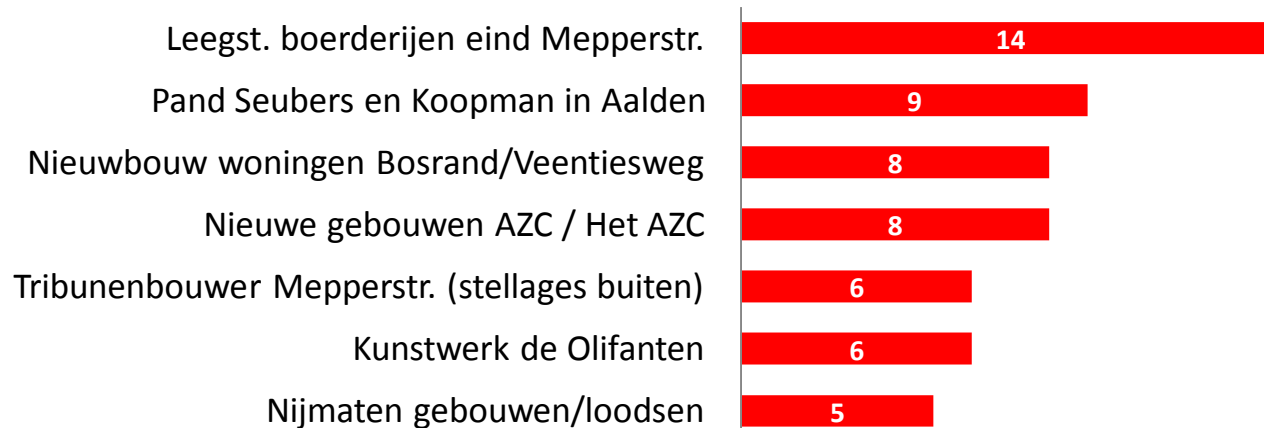 Leegst. boerderijen eind Mepperstr. 14
Pand Seubers en Koopman in Aalden 9
Nieuwbouw woningen Bosrand/Veentiesweg 8
Nieuwe gebouwen AZC / Het AZC 8
Tribunenbouwer Mepperstr. (stellages buiten) 6
Kunstwerk de Olifanten 6
Nijmaten gebouwen/loodsen 5